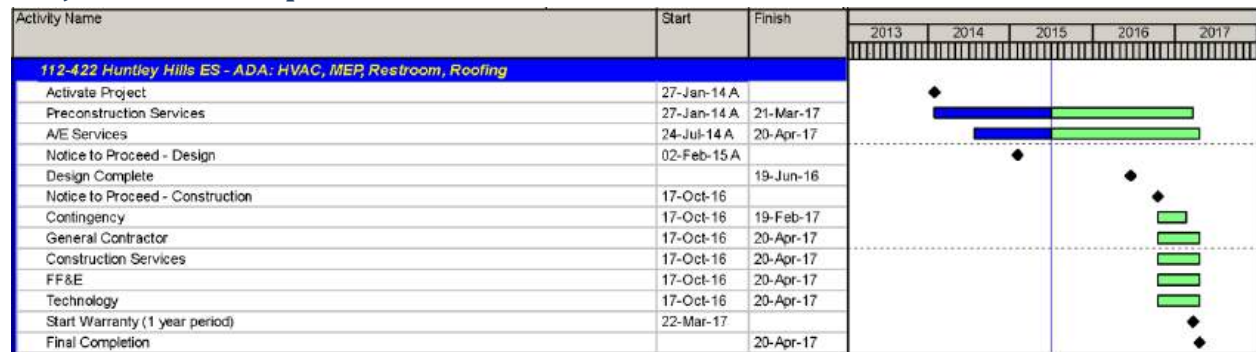 Activity Name Start Finish
2013 2014 2015 2016 2017
112-422 Huntley Hills ES - ADA: HVAC, MEP, Restroom, Roofing
Activate Project 27-Jan-14 A
Preconstruction Services 27-Jan-14 A 21-Mar-17
A/E Services 24-Jul-14 A 20-Apr-17
Notice to Proceed - Design 02-Feb-15 A
Design Complete 19-Jun-16
Notice to Proceed - Construction 17-Oct-16
Contingency 17-Oct-16 19-Feb-17
General Contractor 17-Oct-16 20-Apr-17
Construction Services 17-Oct-16 20-Apr-17
FF&E 17-Oct-16 20-Apr-17
Technology 17-Oct-16 20-Apr-17
Start Warranty (1 year period) 22-Mar-17
Final Completion 20-Apr-17